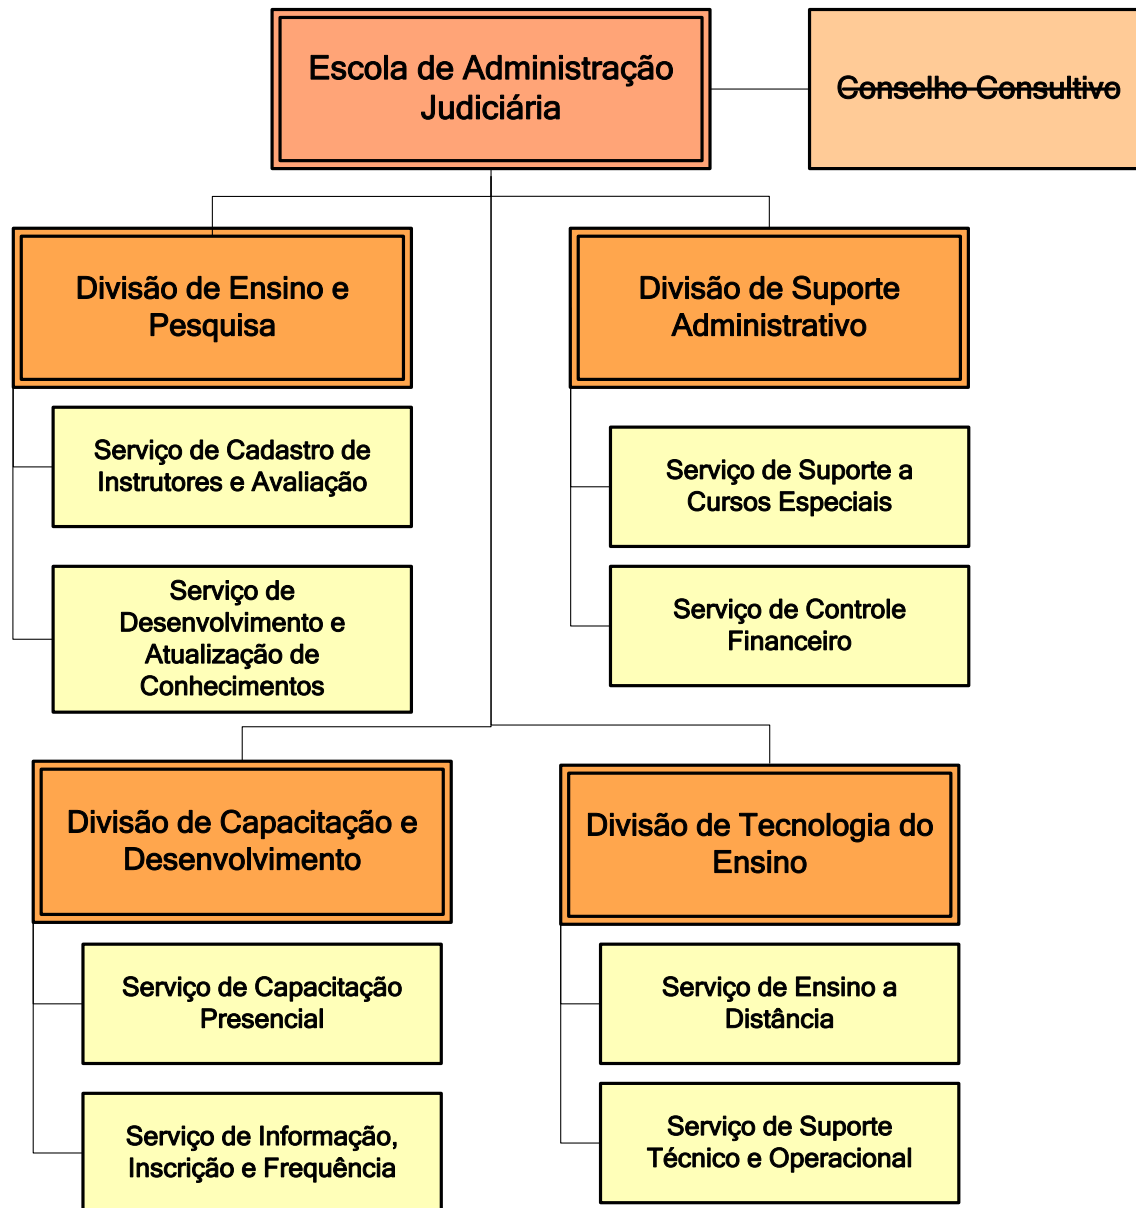 Escola de Administração
Judiciária
Conselho Consultivo
Divisão de Ensino e
Pesquisa
Divisão de Suporte
Administrativo
Serviço de Cadastro de
Instrutores e Avaliação
Serviço de Suporte a
Cursos Especiais
Serviço de
Desenvolvimento e
Atualização de
Conhecimentos
Serviço de Controle
Financeiro
Divisão de Capacitação e
Desenvolvimento
Divisão de Tecnologia do
Ensino
Serviço de Capacitação
Presencial
Serviço de Ensino a
Distância
Serviço de Informação,
Inscrição e Frequência
Serviço de Suporte
Técnico e Operacional